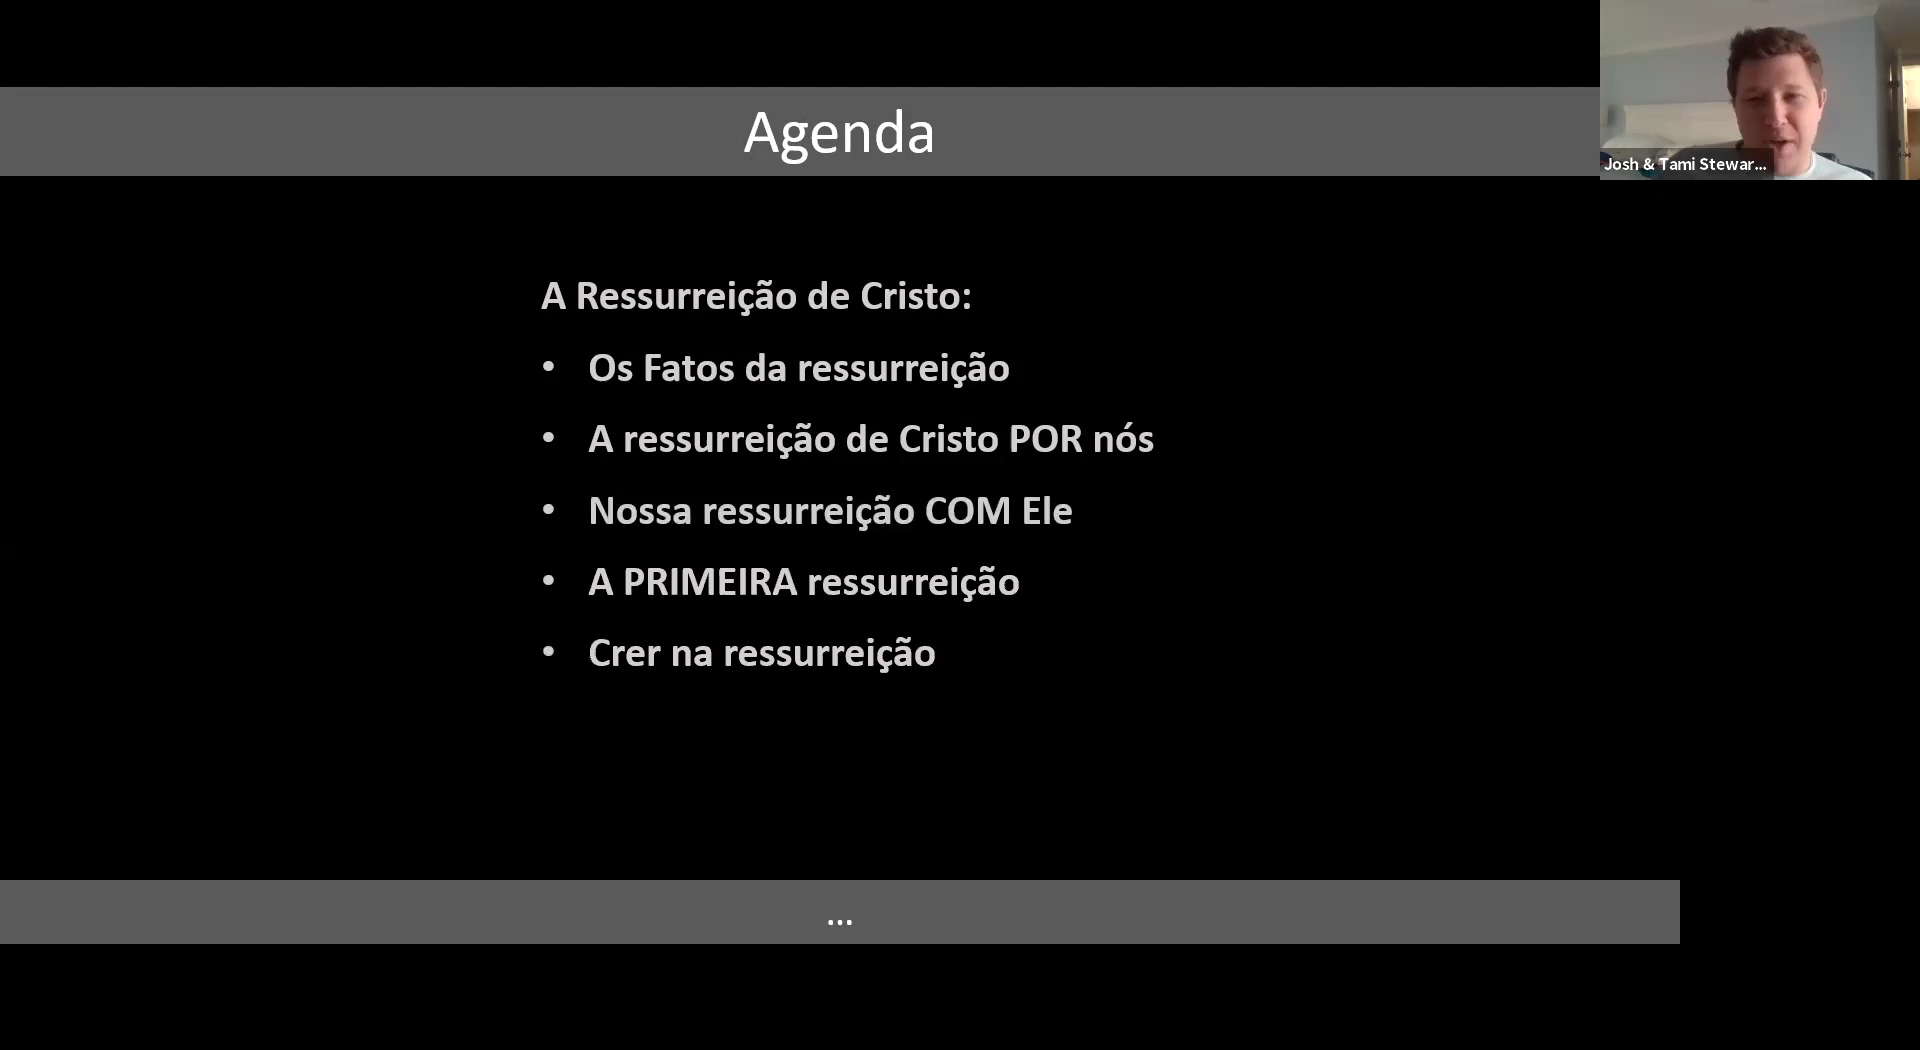 Agenda
Josh & Tami Stewar...
A Ressurreição de Cristo:
• Os Fatos da ressurreição
• A ressurreição de Cristo POR nós
• Nossa ressurreição COM Ele
• A PRIMEIRA ressurreição
• Crer na ressurreição
...